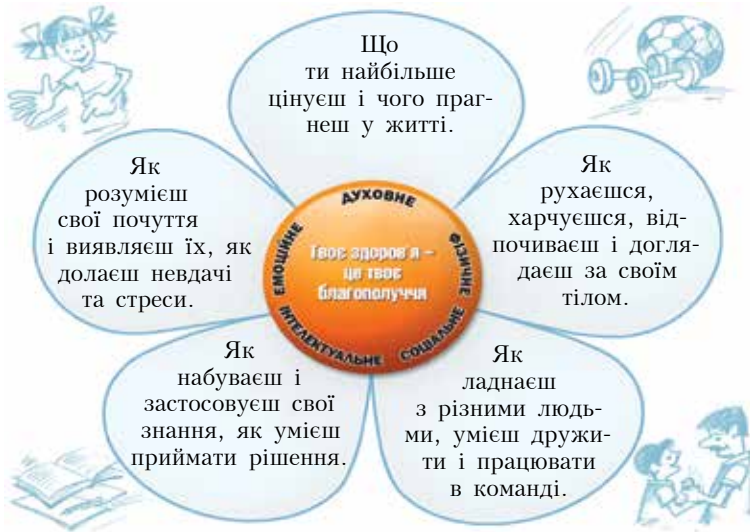 Що
ти найбільше
цінуєш і чого праг-
неш у житті.
Як
розумієш
свої почуття
і виявляєш їх, як
долаєш невдачі
та стреси.
Як
рухаєшся,
харчуєшся, від-
почиваєш і догля-
даєш за своїм
тілом.
ДУХОВНЕ
ЕМОЦІЙНЕ
ФІЗИЧНЕ
Твоє здоров'я –
це твоє
благополуччя
ІНТЕЛЕКТУАЛЬНЕ
СОЦІАЛЬНЕ
Як
набуваєш і
застосовуєш свої
знання, як умієш
приймати рішення.
Як
ладнаєш
з різними людь-
ми, умієш дружи-
ти і працювати
в команді.